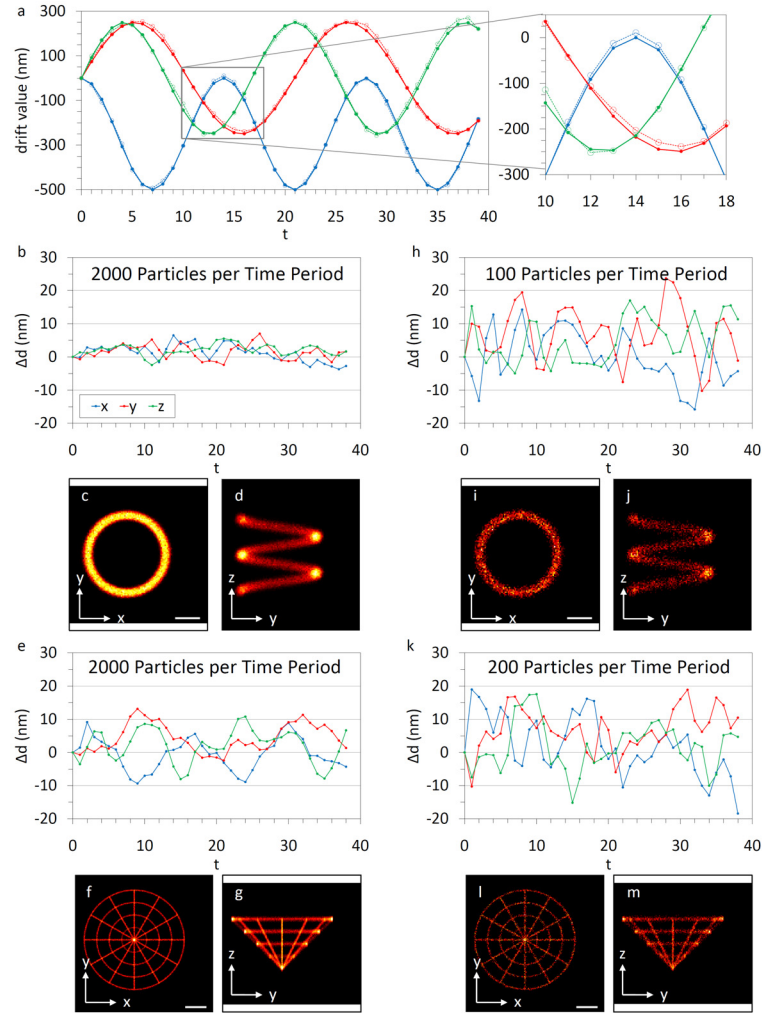 a
drift value (nm)
300
100
-100
-300
-500
0 5 10 15 20 25 30 35 40
t
0
-100
-200
-300
10 12 14 16 18
b
2000 Particles per Time Period
Δd (nm)
30
20
10
0
-10
-20
x y z
0 10 20 30 40
t
h
100 Particles per Time Period
Δd (nm)
30
20
10
0
-10
-20
0 10 20 30 40
t
c
y
x
d
z
y
i
y
x
j
z
y
e
2000 Particles per Time Period
Δd (nm)
30
20
10
0
-10
-20
0 10 20 30 40
t
k
200 Particles per Time Period
Δd (nm)
30
20
10
0
-10
-20
0 10 20 30 40
t
f
y
x
g
z
y
l
y
x
m
z
y